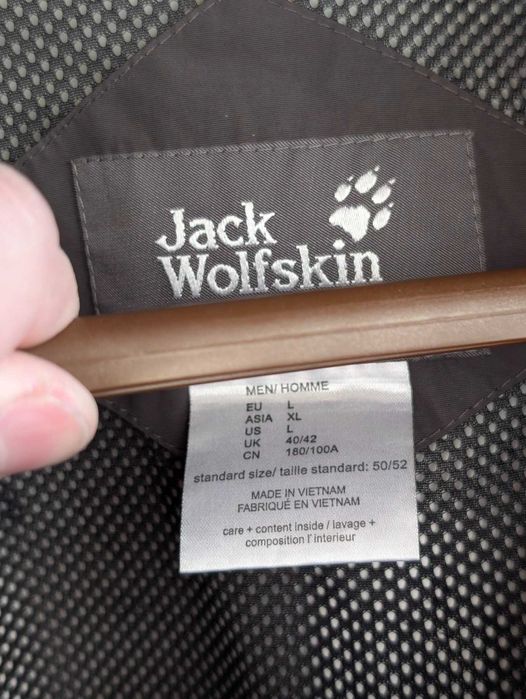 Jack
Wolfskin
MEN/ HOMME
EU L
ASIA XL
US L
UK 40/42
CN 180/100A
standard size/ taille standard: 50/52
MADE IN VIETNAM
FABRIQUÉ EN VIETNAM
care + content inside / lavage +
composition l' interieur